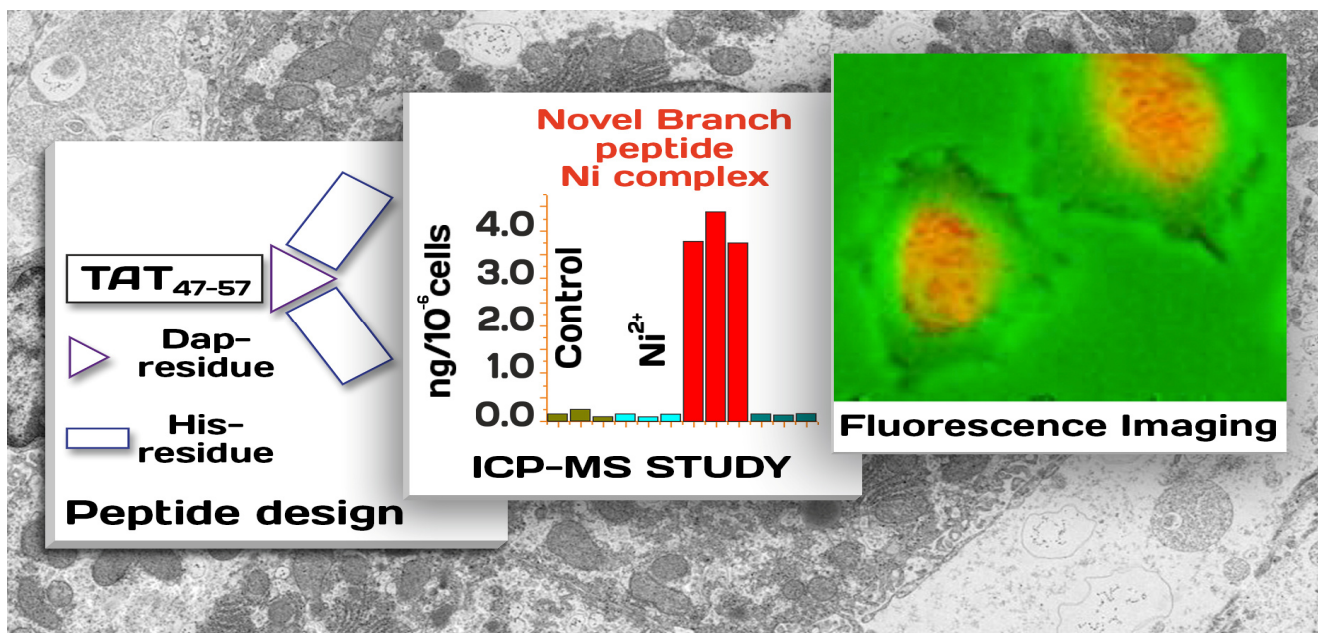 TAT47-57
Dap-
residue
His-
residue
Peptide design
Novel Branch
peptide
Ni complex
ng/10-6cells
4.0
3.0
2.0
1.0
0.0
Control
Ni2+
ICP-MS STUDY
Fluorescence Imaging